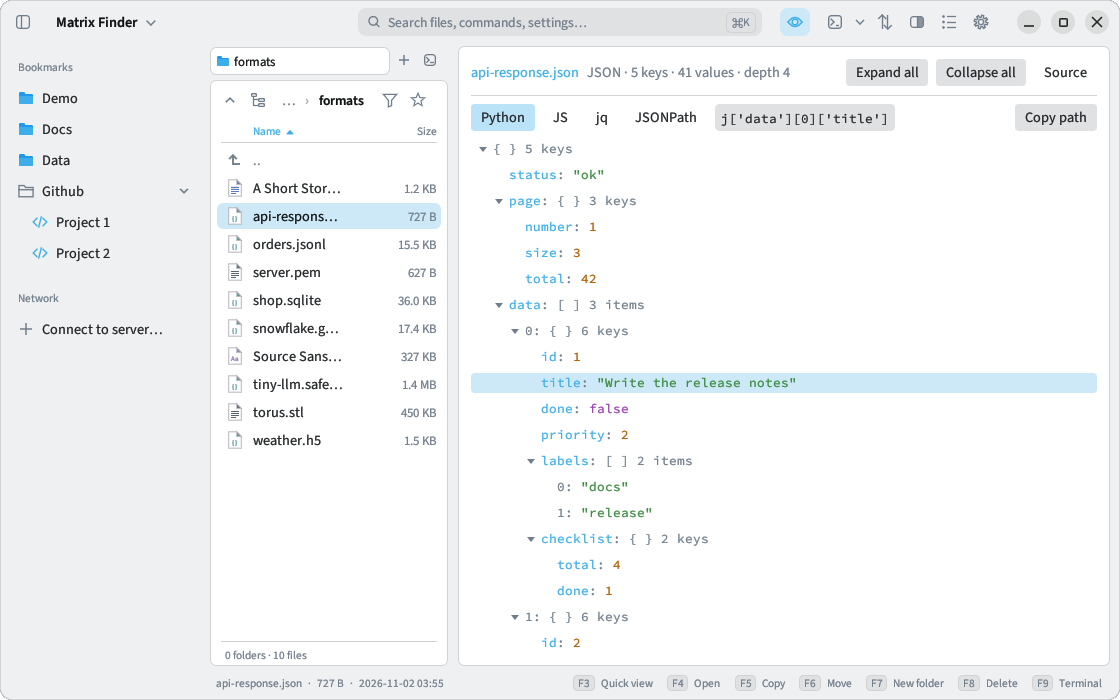 Matrix Finder
Search files, commands, settings… ⌘K
Bookmarks
Demo
Docs
Data
Github
Project 1
Project 2
Network
Connect to server…
formats
… › formats
Name Size
..
A Short Stor… 1.2 KB
api-respons… 727 B
orders.jsonl 15.5 KB
server.pem 627 B
shop.sqlite 36.0 KB
snowflake.g… 17.4 KB
Source Sans… 327 KB
tiny-llm.safe… 1.4 MB
torus.stl 450 KB
weather.h5 1.5 KB
0 folders · 10 files
api-response.json JSON · 5 keys · 41 values · depth 4 Expand all Collapse all Source
Python JS jq JSONPath j['data'][0]['title'] Copy path
{ } 5 keys
status: "ok"
page: { } 3 keys
number: 1
size: 3
total: 42
data: [ ] 3 items
0: { } 6 keys
id: 1
title: "Write the release notes"
done: false
priority: 2
labels: [ ] 2 items
0: "docs"
1: "release"
checklist: { } 2 keys
total: 4
done: 1
1: { } 6 keys
id: 2
api-response.json · 727 B · 2026-11-02 03:55 F3 Quick view F4 Open F5 Copy F6 Move F7 New folder F8 Delete F9 Terminal